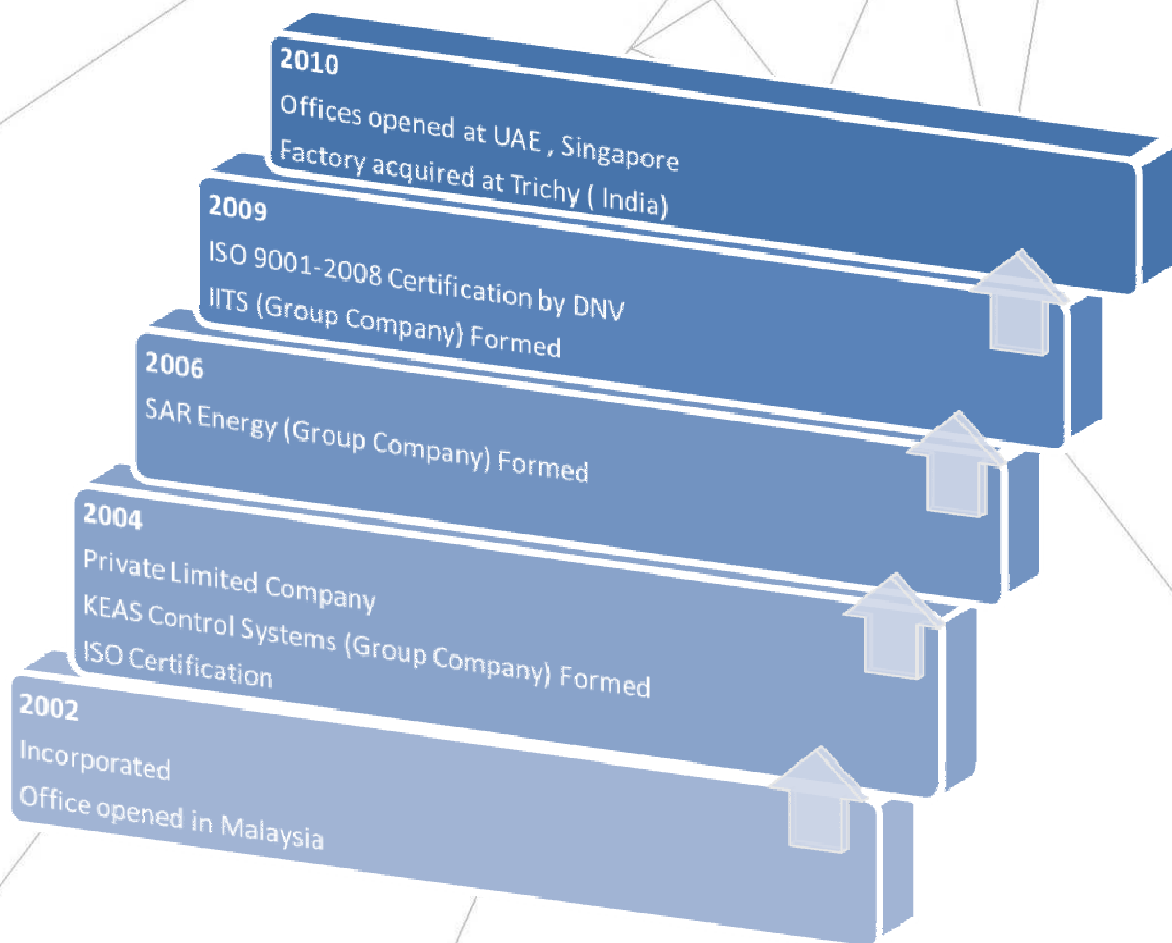 2010
Offices opened at UAE , Singapore
Factory acquired at Trichy ( India)
2009
ISO 9001-2008 Certification by DNV
IITS (Group Company) Formed
2006
SAR Energy (Group Company) Formed
2004
Private Limited Company
KEAS Control Systems (Group Company) Formed
ISO Certification
2002
Incorporated
Office opened in Malaysia